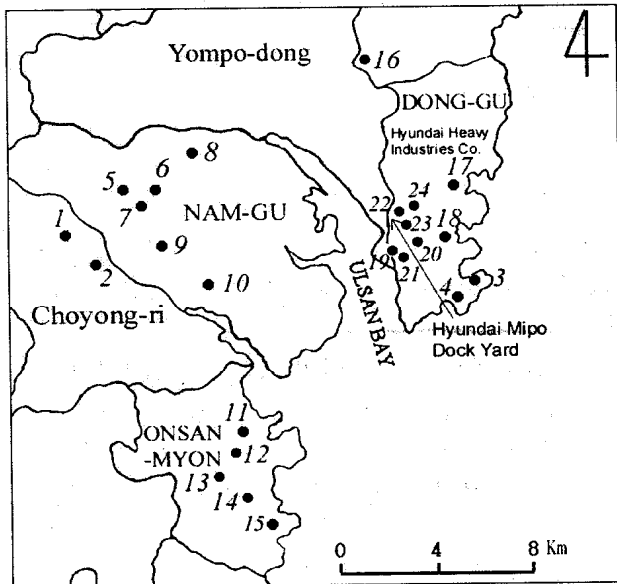 Yompo-dong
16
4
DONG-GU
Hyundai Heavy
Industries Co.
8
17
5
6
24
7
22
NAM-GU
1
23
18
9
19
20
2
21
10
3
4
Choyong-ri
ULSAN BAY
Hyundai Mipo
Dock Yard
11
ONSAN
12
-MYON
13
14
15
0 4 8 Km